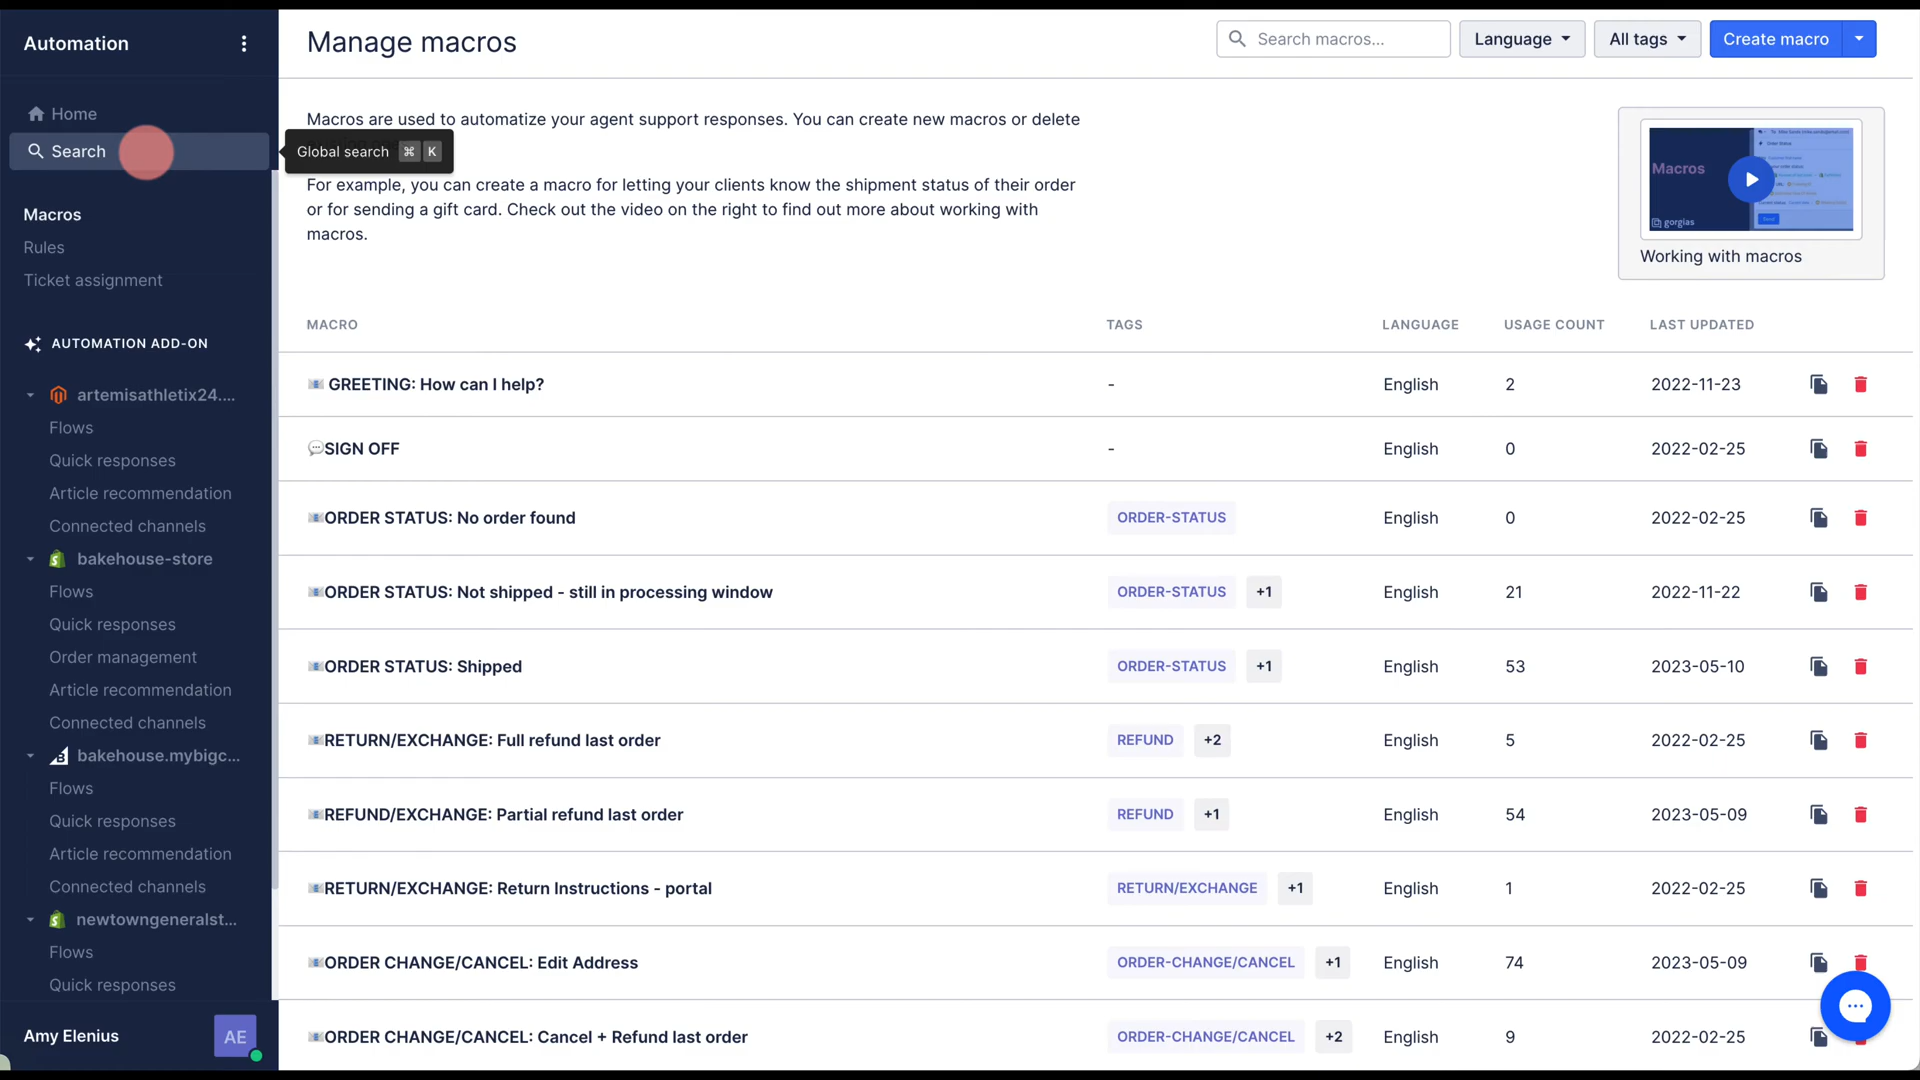 Automation
Home
Search
Global search ⌘ K
Macros
Rules
Ticket assignment
AUTOMATION ADD-ON
artemisathletix24....
Flows
Quick responses
Article recommendation
Connected channels
bakehouse-store
Flows
Quick responses
Order management
Article recommendation
Connected channels
bakehouse.mybigc...
Flows
Quick responses
Article recommendation
Connected channels
newtowngeneralst...
Flows
Quick responses
Amy Elenius
AE
Manage macros
Search macros...
Language
All tags
Create macro
Macros are used to automatize your agent support responses. You can create new macros or delete
For example, you can create a macro for letting your clients know the shipment status of their order
or for sending a gift card. Check out the video on the right to find out more about working with
macros.
Macros
gorgias
Working with macros
MACRO TAGS LANGUAGE USAGE COUNT LAST UPDATED
GREETING: How can I help? - English 2 2022-11-23
SIGN OFF - English 0 2022-02-25
ORDER STATUS: No order found ORDER-STATUS English 0 2022-02-25
ORDER STATUS: Not shipped - still in processing window ORDER-STATUS +1 English 21 2022-11-22
ORDER STATUS: Shipped ORDER-STATUS +1 English 53 2023-05-10
RETURN/EXCHANGE: Full refund last order REFUND +2 English 5 2022-02-25
REFUND/EXCHANGE: Partial refund last order REFUND +1 English 54 2023-05-09
RETURN/EXCHANGE: Return Instructions - portal RETURN/EXCHANGE +1 English 1 2022-02-25
ORDER CHANGE/CANCEL: Edit Address ORDER-CHANGE/CANCEL +1 English 74 2023-05-09
ORDER CHANGE/CANCEL: Cancel + Refund last order ORDER-CHANGE/CANCEL +2 English 9 2022-02-25